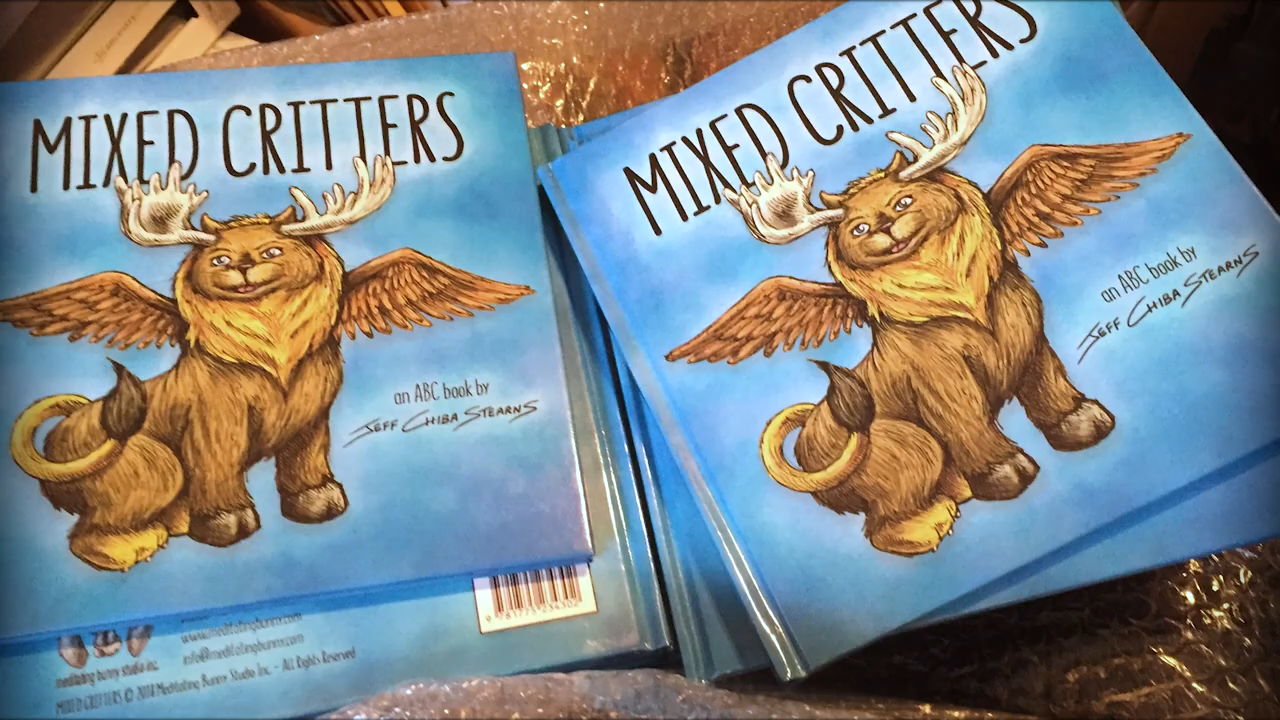 MIXED CRITTERS
an ABC book by
JEFF CHIBA STEARNS
MIXED CRITTERS
an ABC book by
JEFF CHIBA STEARNS
www.meditatingbunny.com
info@meditatingbunny.com
meditating bunny studio inc.
MIXED CRITTERS © 2018 Meditating Bunny Studio Inc - All Rights Reserved